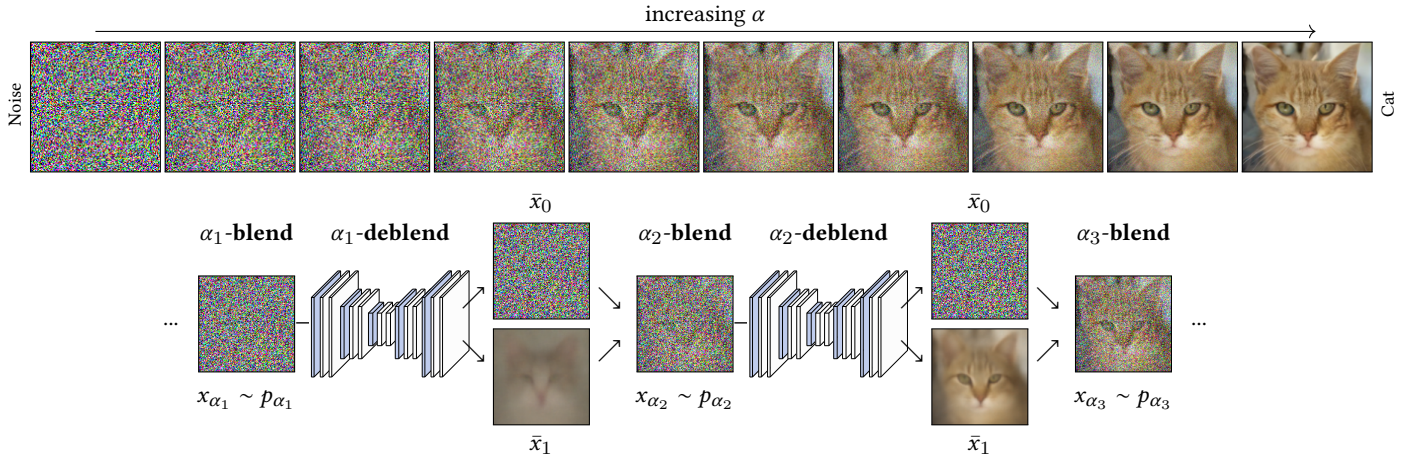 increasing α
Noise
Cat
x̄₀
x̄₀
α₁-blend
α₁-deblend
α₂-blend
α₂-deblend
α₃-blend
...
...
xα₁ ~ pα₁
xα₂ ~ pα₂
xα₃ ~ pα₃
x̄₁
x̄₁